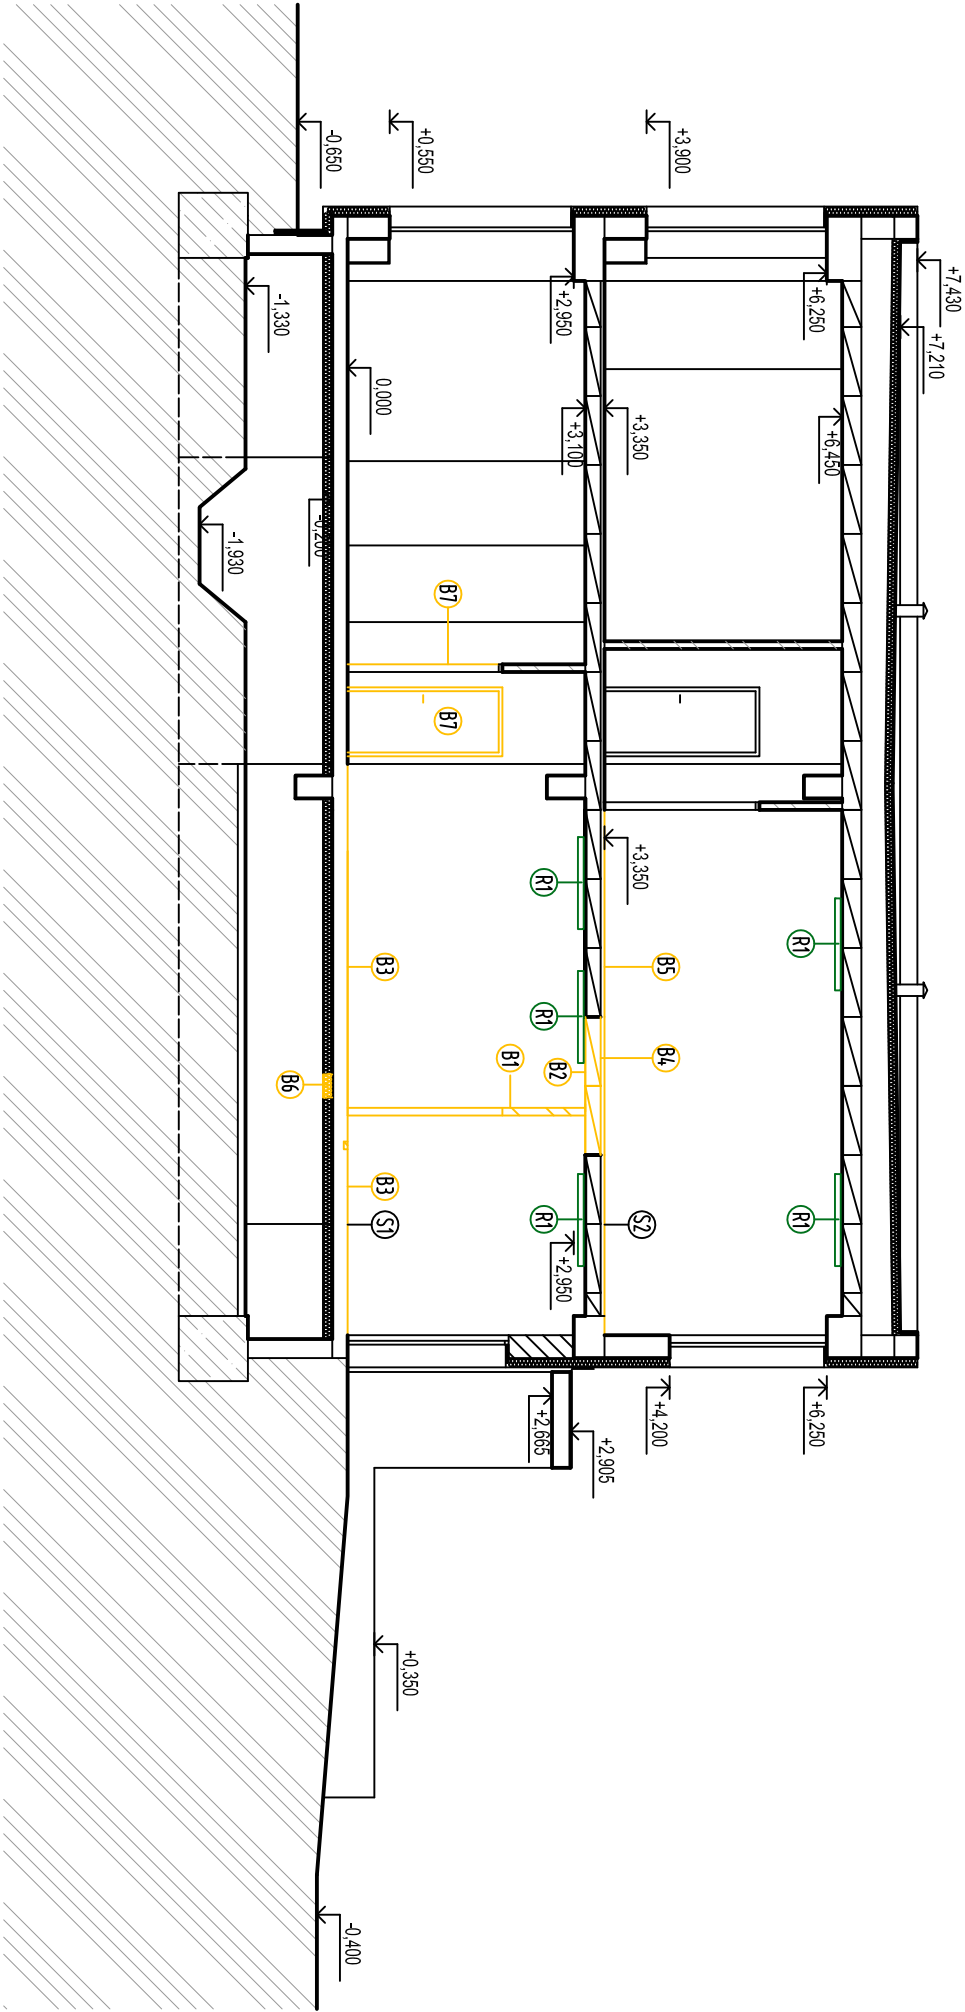 +7,430
+7,210
+3,900
+0,550
-0,650
+6,250
+2,950
-1,330
0,000
+3,350
+3,100
+6,450
-0,200
-1,930
B7
B7
+3,350
R1
R1
B3
B5
R1
B1
B2
B4
B6
B3
S1
R1
S2
R1
+2,950
+6,250
+4,200
+2,665
+2,905
+0,350
-0,400